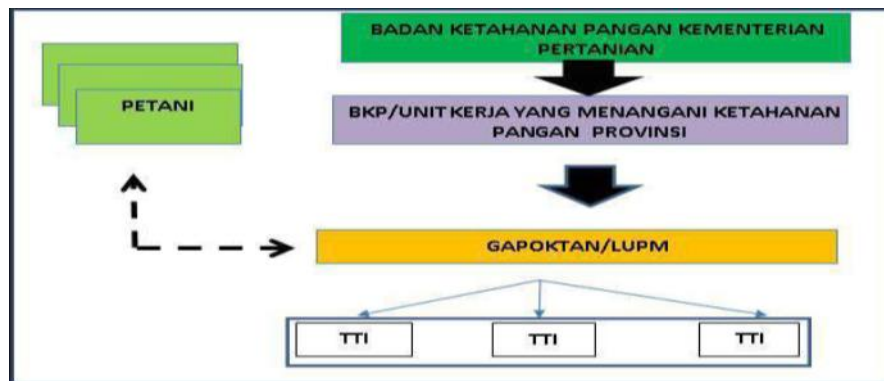 BADAN KETAHANAN PANGAN KEMENTERIAN
PERTANIAN
PETANI
BKP/UNIT KERJA YANG MENANGANI KETAHANAN
PANGAN PROVINSI
GAPOKTAN/LUPM
TTI
TTI
TTI